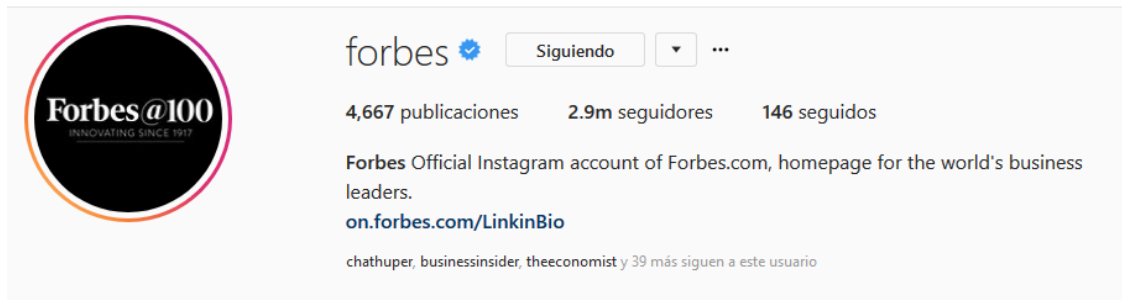 Forbes@100
INNOVATING SINCE 1917
forbes Siguiendo
4,667 publicaciones 2.9m seguidores 146 seguidos
Forbes Official Instagram account of Forbes.com, homepage for the world's business
leaders.
on.forbes.com/LinkinBio
chathuper, businessinsider, theeconomist y 39 más siguen a este usuario